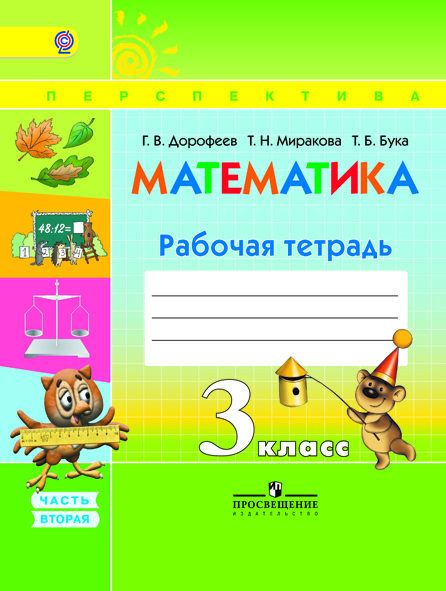 ПЕРСПЕКТИВА
Г. В. Дорофеев Т. Н. Миракова Т. Б. Бука
МАТЕМАТИКА
Рабочая тетрадь
48:12=
3 класс
ЧАСТЬ
ВТОРАЯ
ПРОСВЕЩЕНИЕ
ИЗДАТЕЛЬСТВО